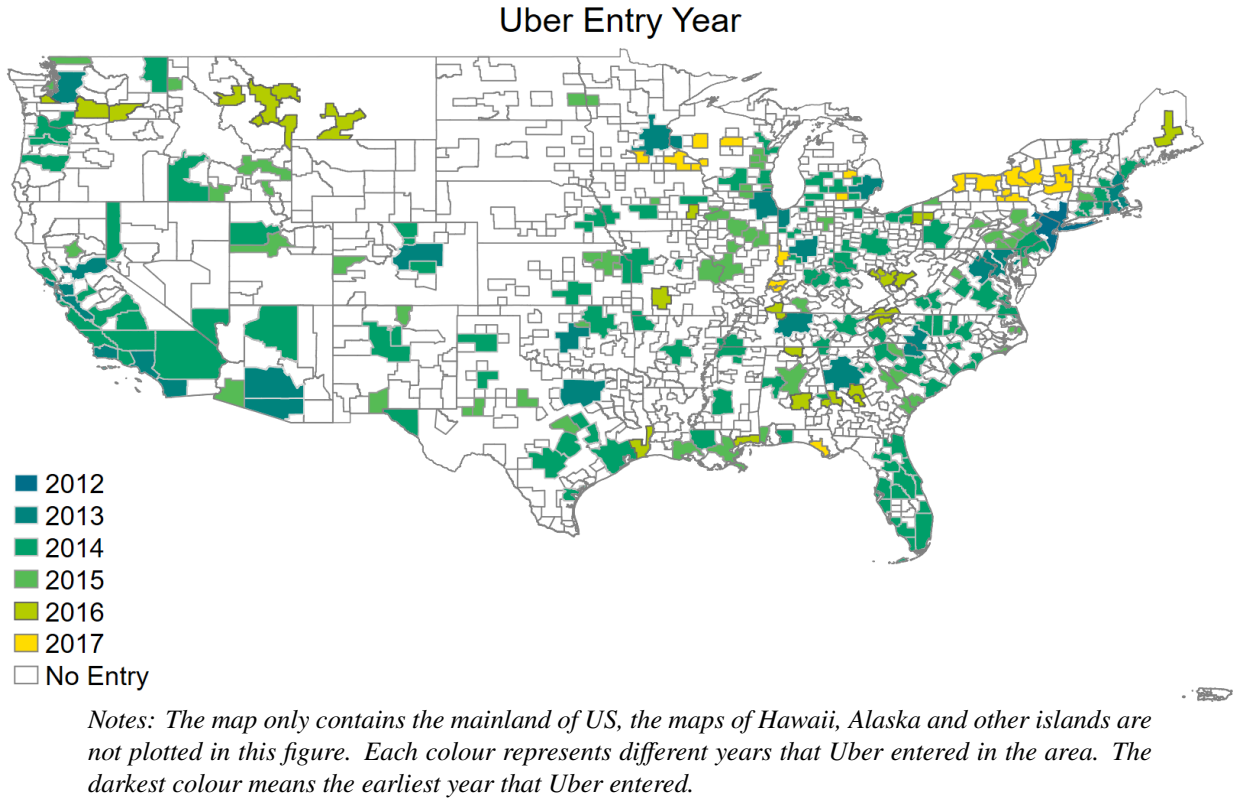 Uber Entry Year
2012
2013
2014
2015
2016
2017
No Entry
Notes: The map only contains the mainland of US, the maps of Hawaii, Alaska and other islands are
not plotted in this figure. Each colour represents different years that Uber entered in the area. The
darkest colour means the earliest year that Uber entered.